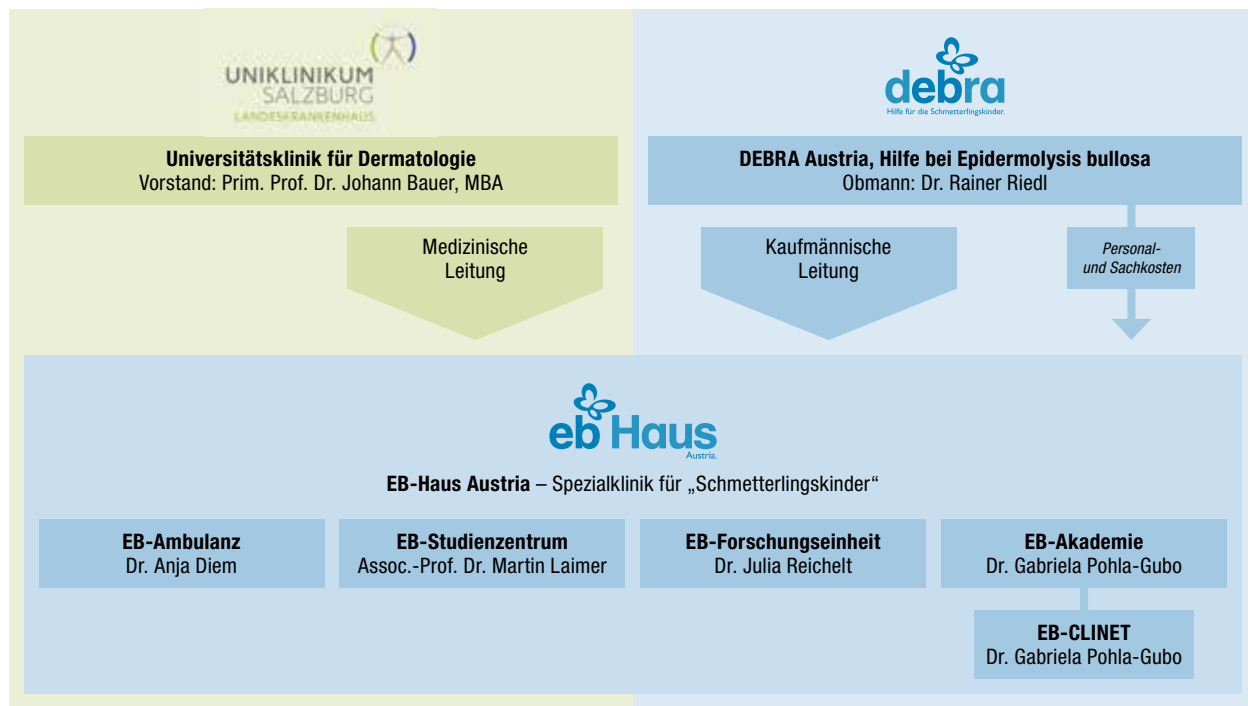 UNIKLINIKUM
SALZBURG
LANDESKRANKENHAUS
Universitätsklinik für Dermatologie
Vorstand: Prim. Prof. Dr. Johann Bauer, MBA
Medizinische
Leitung
debra
Hilfe für die Schmetterlingskinder.
DEBRA Austria, Hilfe bei Epidermolysis bullosa
Obmann: Dr. Rainer Riedl
Kaufmännische
Leitung
Personal-
und Sachkosten
eb Haus
Austria.
EB-Haus Austria – Spezialklinik für „Schmetterlingskinder“
EB-Ambulanz
Dr. Anja Diem
EB-Studienzentrum
Assoc.-Prof. Dr. Martin Laimer
EB-Forschungseinheit
Dr. Julia Reichelt
EB-Akademie
Dr. Gabriela Pohla-Gubo
EB-CLINET
Dr. Gabriela Pohla-Gubo